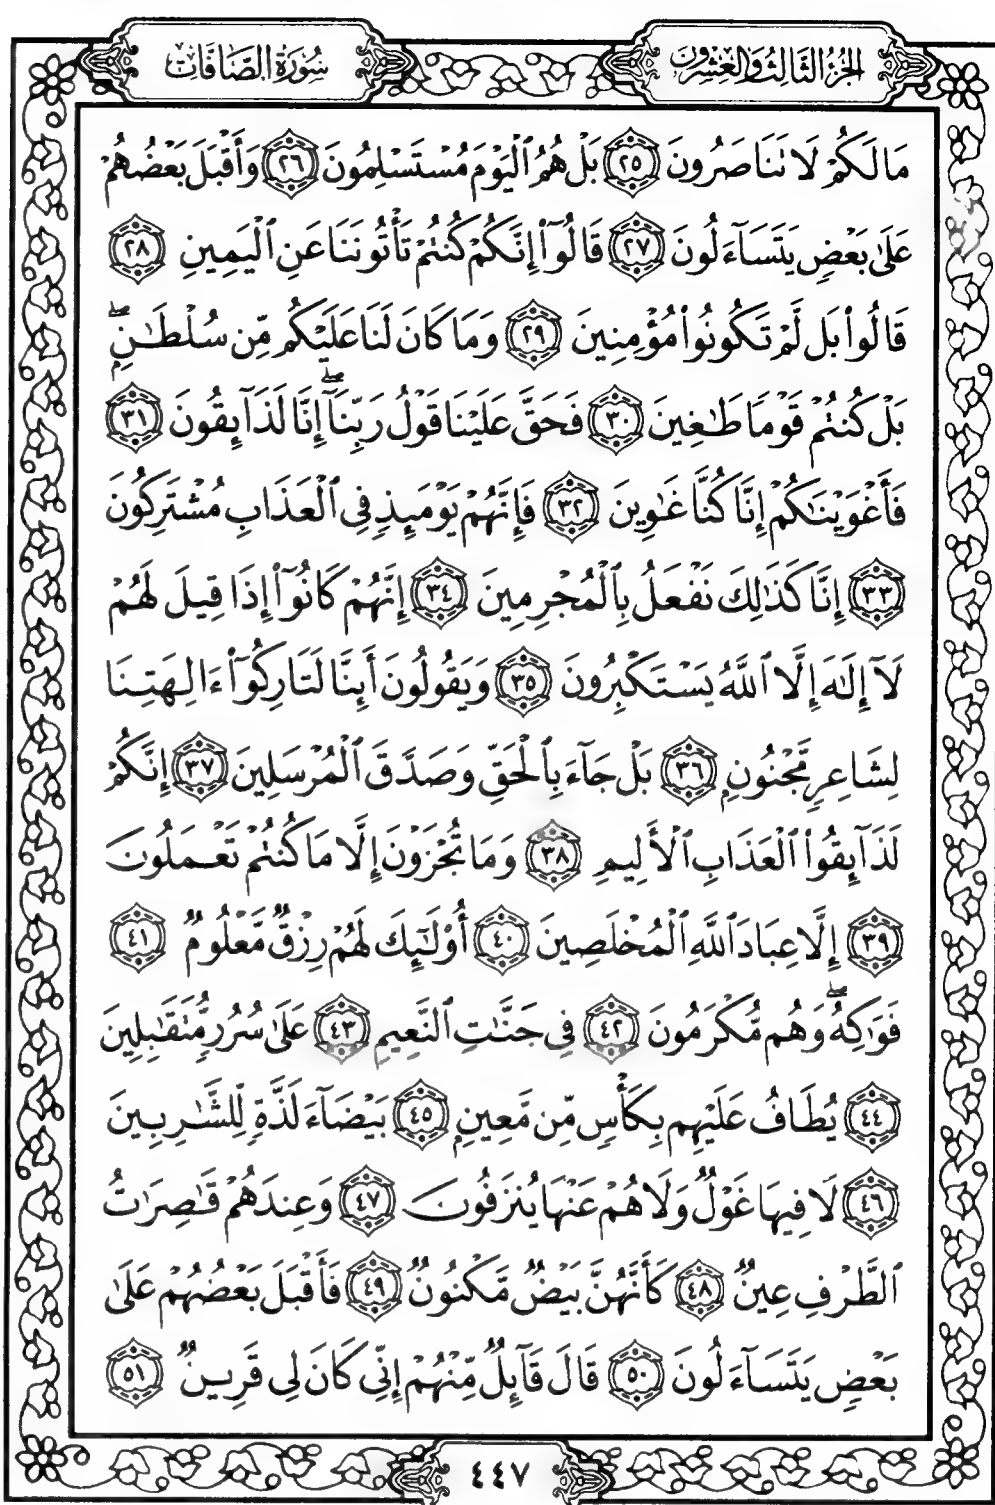 الجزء الثالث والعشرون
سورة الصافات
مَا لَكُمْ لَا تَنَاصَرُونَ ٢٥ بَلْ هُمُ ٱلْيَوْمَ مُسْتَسْلِمُونَ ٢٦ وَأَقْبَلَ بَعْضُهُمْ
عَلَىٰ بَعْضٍ يَتَسَآءَلُونَ ٢٧ قَالُوٓا۟ إِنَّكُمْ كُنتُمْ تَأْتُونَنَا عَنِ ٱلْيَمِينِ ٢٨
قَالُوا۟ بَل لَّمْ تَكُونُوا۟ مُؤْمِنِينَ ٢٩ وَمَا كَانَ لَنَا عَلَيْكُم مِّن سُلْطَـٰنٍۭ ۖ
بَلْ كُنتُمْ قَوْمًا طَـٰغِينَ ٣٠ فَحَقَّ عَلَيْنَا قَوْلُ رَبِّنَآ ۖ إِنَّا لَذَآئِقُونَ ٣١
فَأَغْوَيْنَـٰكُمْ إِنَّا كُنَّا غَـٰوِينَ ٣٢ فَإِنَّهُمْ يَوْمَئِذٍ فِى ٱلْعَذَابِ مُشْتَرِكُونَ
٣٣ إِنَّا كَذَٰلِكَ نَفْعَلُ بِٱلْمُجْرِمِينَ ٣٤ إِنَّهُمْ كَانُوٓا۟ إِذَا قِيلَ لَهُمْ
لَآ إِلَـٰهَ إِلَّا ٱللَّهُ يَسْتَكْبِرُونَ ٣٥ وَيَقُولُونَ أَئِنَّا لَتَارِكُوٓا۟ ءَالِهَتِنَا
لِشَاعِرٍ مَّجْنُونٍۭ ٣٦ بَلْ جَآءَ بِٱلْحَقِّ وَصَدَّقَ ٱلْمُرْسَلِينَ ٣٧ إِنَّكُمْ
لَذَآئِقُوا۟ ٱلْعَذَابِ ٱلْأَلِيمِ ٣٨ وَمَا تُجْزَوْنَ إِلَّا مَا كُنتُمْ تَعْمَلُونَ
٣٩ إِلَّا عِبَادَ ٱللَّهِ ٱلْمُخْلَصِينَ ٤٠ أُو۟لَـٰٓئِكَ لَهُمْ رِزْقٌ مَّعْلُومٌ ٤١
فَوَٰكِهُ ۖ وَهُم مُّكْرَمُونَ ٤٢ فِى جَنَّـٰتِ ٱلنَّعِيمِ ٤٣ عَلَىٰ سُرُرٍ مُّتَقَـٰبِلِينَ
٤٤ يُطَافُ عَلَيْهِم بِكَأْسٍ مِّن مَّعِينٍۭ ٤٥ بَيْضَآءَ لَذَّةٍ لِّلشَّـٰرِبِينَ
٤٦ لَا فِيهَا غَوْلٌ وَلَا هُمْ عَنْهَا يُنزَفُونَ ٤٧ وَعِندَهُمْ قَـٰصِرَٰتُ
ٱلطَّرْفِ عِينٌ ٤٨ كَأَنَّهُنَّ بَيْضٌ مَّكْنُونٌ ٤٩ فَأَقْبَلَ بَعْضُهُمْ عَلَىٰ
بَعْضٍ يَتَسَآءَلُونَ ٥٠ قَالَ قَآئِلٌ مِّنْهُمْ إِنِّى كَانَ لِى قَرِينٌ ٥١
٤٤٧